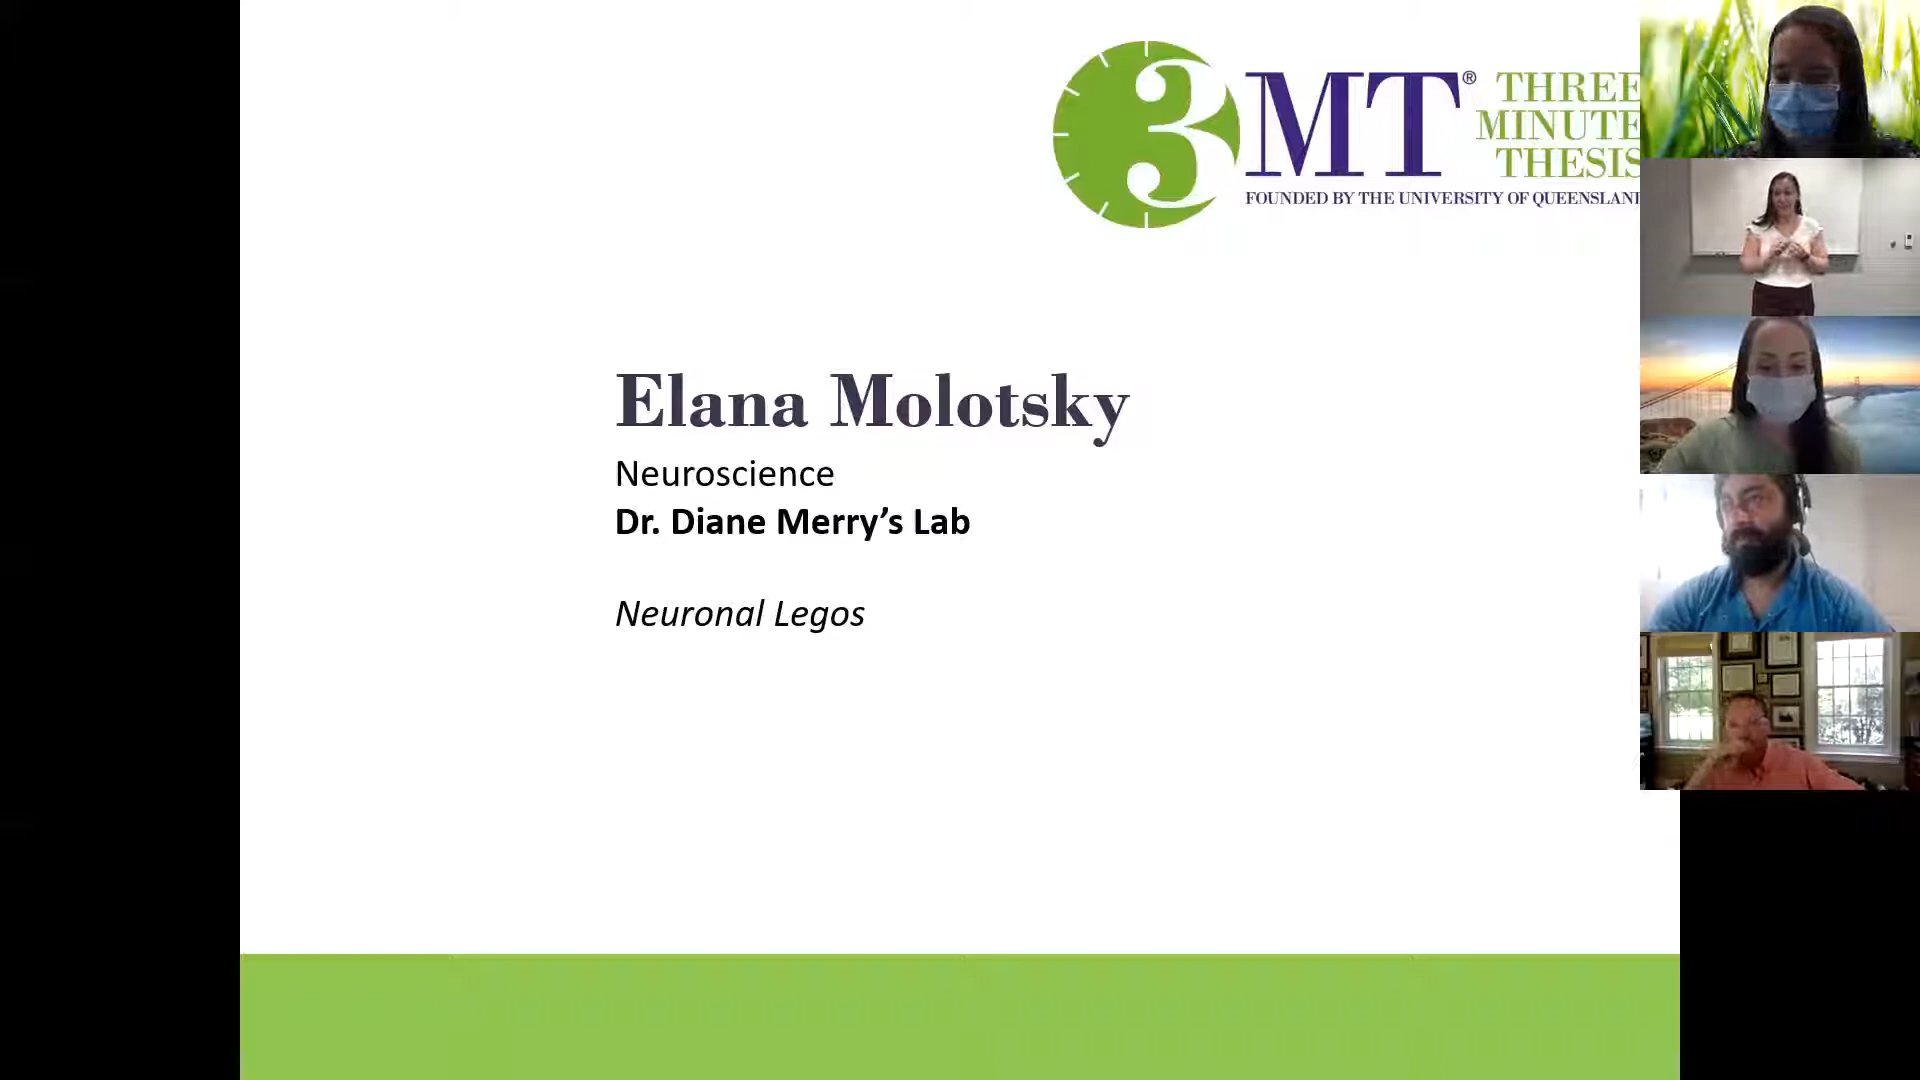 3MT® THREE
MINUTE
THESIS
FOUNDED BY THE UNIVERSITY OF QUEENSLAN
Elana Molotsky
Neuroscience
Dr. Diane Merry’s Lab
Neuronal Legos